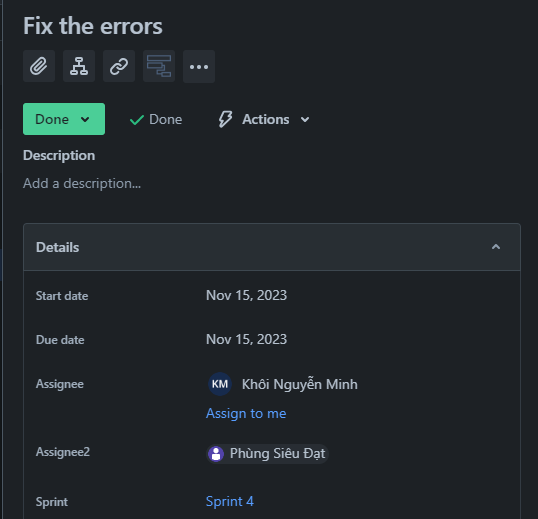 Fix the errors
Done
Done
Actions
Description
Add a description...
Details
Start date
Nov 15, 2023
Due date
Nov 15, 2023
Assignee
KM Khôi Nguyễn Minh
Assign to me
Assignee2
Phùng Siêu Đạt
Sprint
Sprint 4